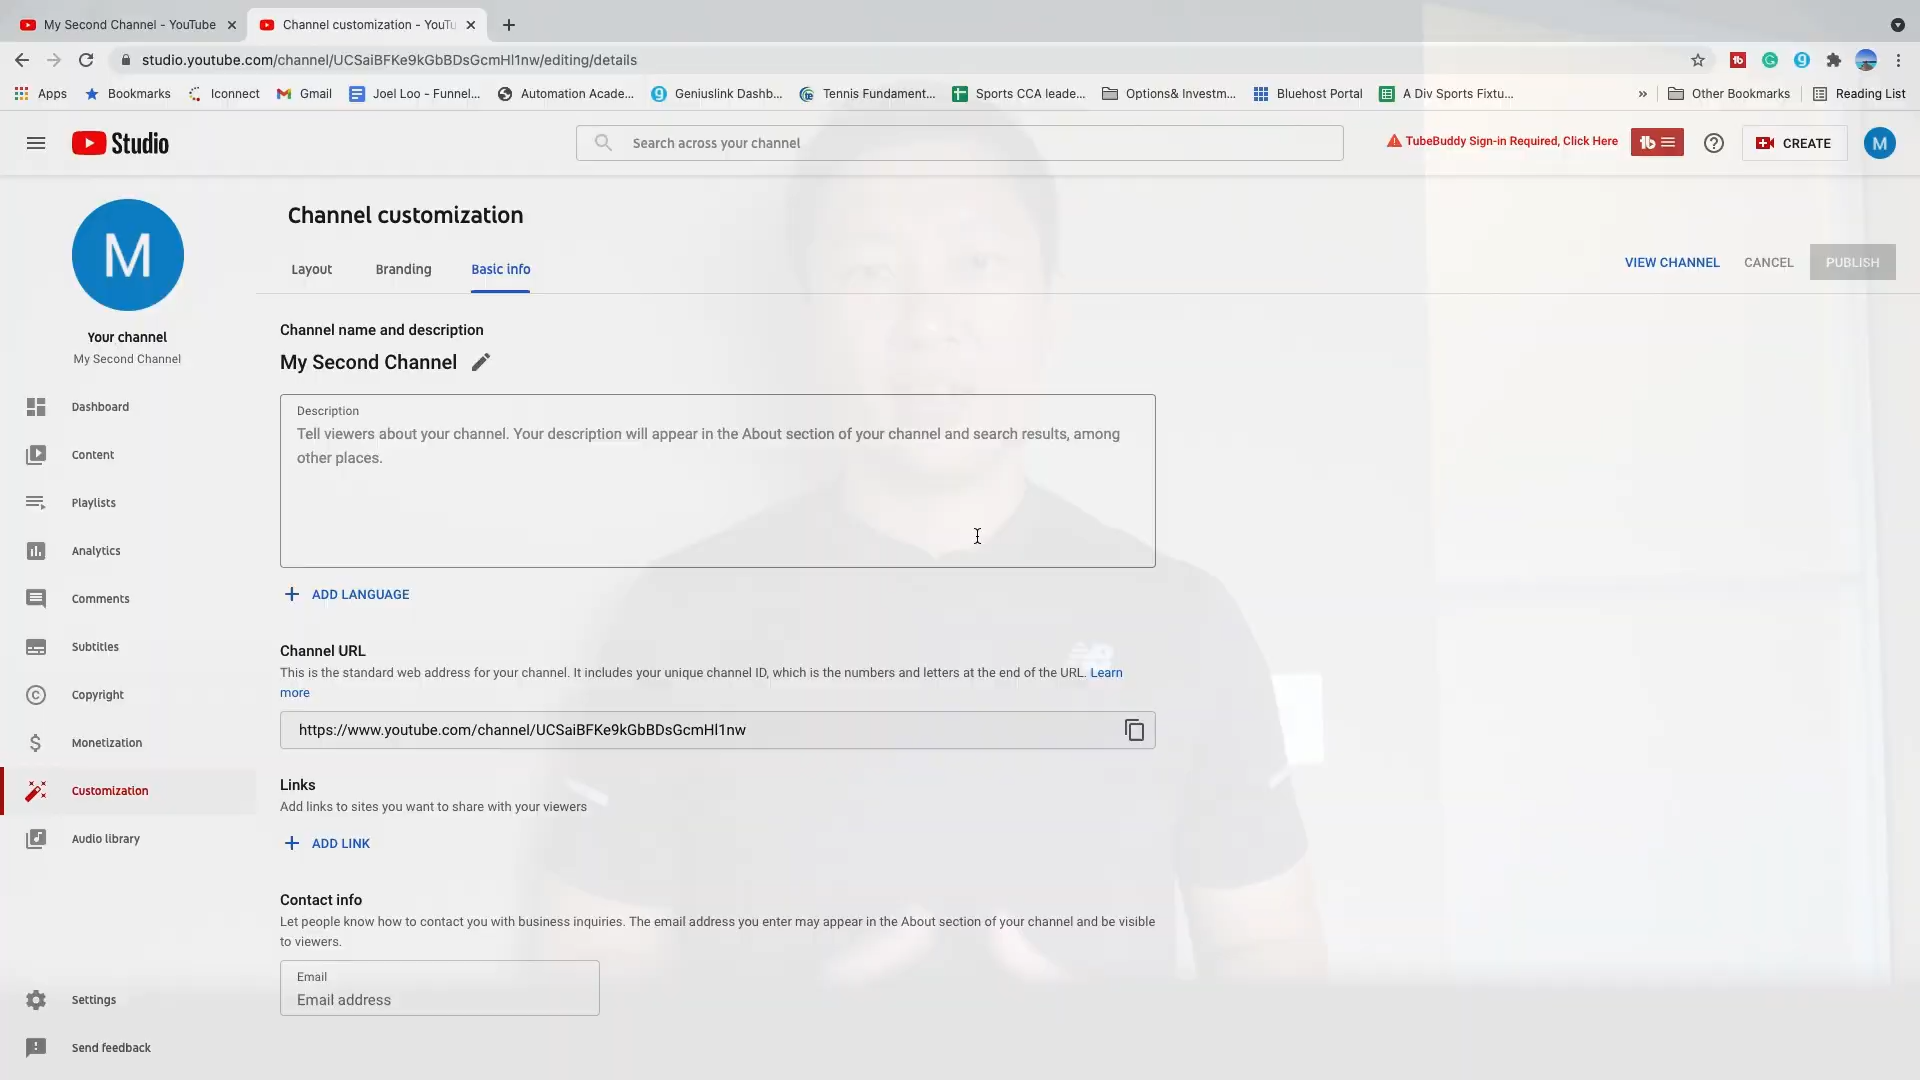 My Second Channel - YouTube
Channel customization - YouTu
studio.youtube.com/channel/UCSaiBFKe9kGbBDsGcmHl1nw/editing/details
Apps Bookmarks Iconnect Gmail Joel Loo - Funnel... Automation Acade... Geniuslink Dashb... Tennis Fundament... Sports CCA leade... Options& Investm... Bluehost Portal A Div Sports Fixtu... » Other Bookmarks Reading List
Studio
Search across your channel
TubeBuddy Sign-in Required, Click Here
CREATE
M
Channel customization
Layout Branding Basic info
VIEW CHANNEL CANCEL PUBLISH
M
Your channel
My Second Channel
Dashboard
Content
Playlists
Analytics
Comments
Subtitles
Copyright
Monetization
Customization
Audio library
Settings
Send feedback
Channel name and description
My Second Channel
Description
Tell viewers about your channel. Your description will appear in the About section of your channel and search results, among
other places.
ADD LANGUAGE
Channel URL
This is the standard web address for your channel. It includes your unique channel ID, which is the numbers and letters at the end of the URL. Learn
more
https://www.youtube.com/channel/UCSaiBFKe9kGbBDsGcmHl1nw
Links
Add links to sites you want to share with your viewers
ADD LINK
Contact info
Let people know how to contact you with business inquiries. The email address you enter may appear in the About section of your channel and be visible
to viewers.
Email
Email address